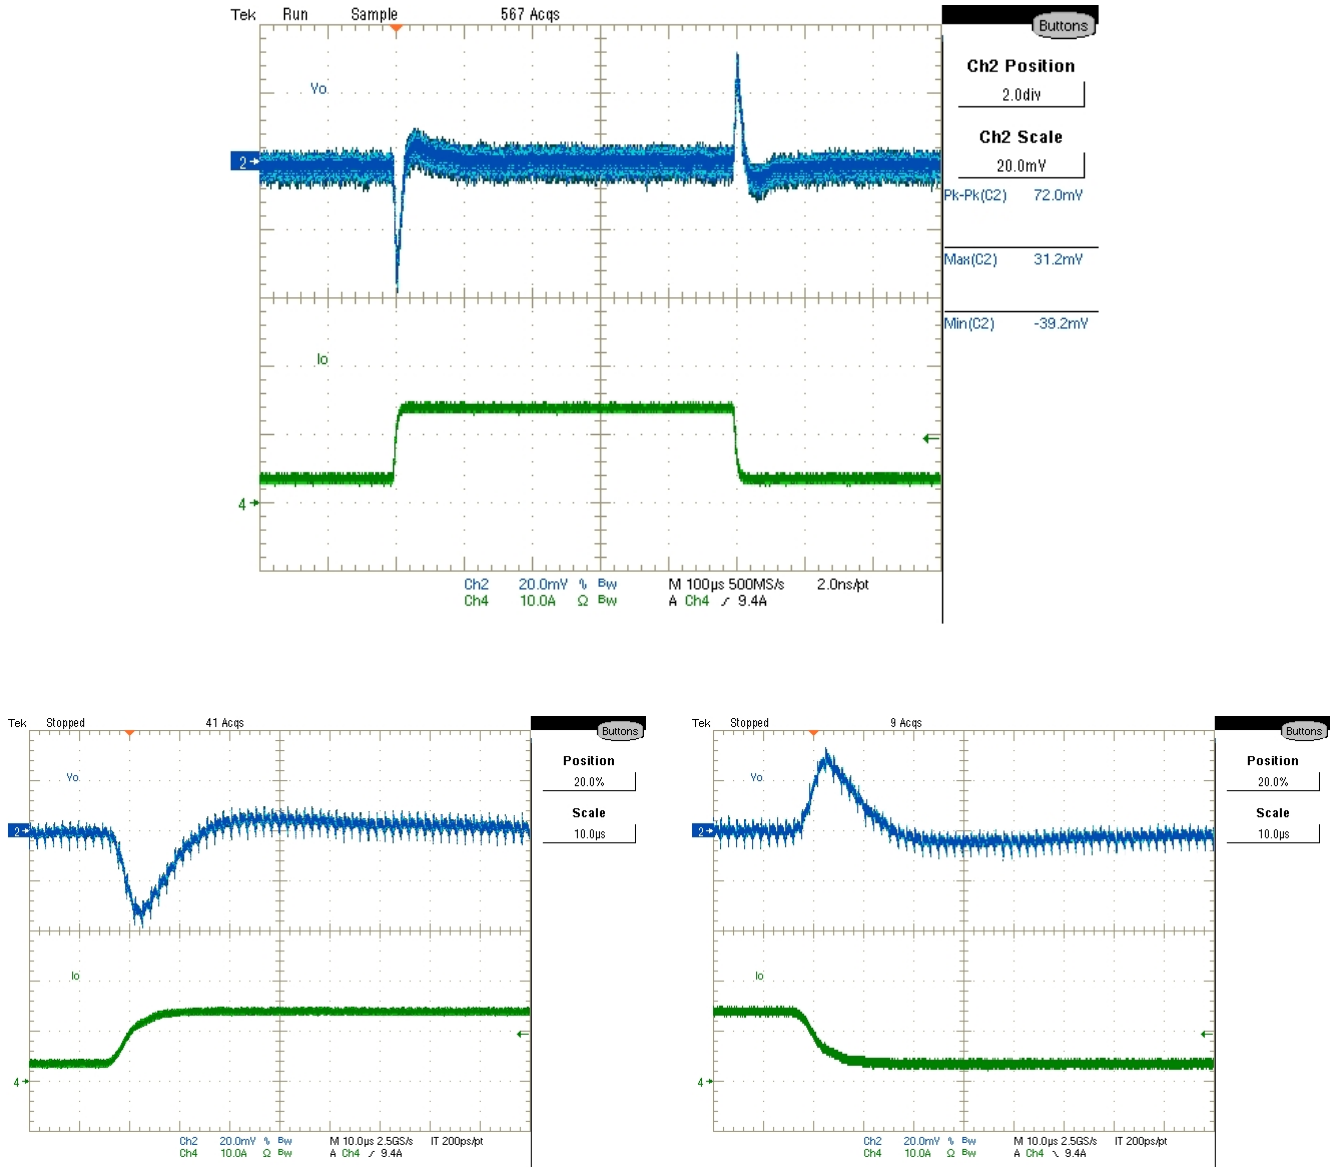 Tek Run Sample 567 Acqs
Buttons
Ch2 Position
2.0div
Ch2 Scale
20.0mV
Pk-Pk(C2) 72.0mV
Max(C2) 31.2mV
Min(C2) -39.2mV
Vo
2
Io
4
Ch2 20.0mV % Bw M 100µs 500MS/s 2.0ns/pt
Ch4 10.0A Ω Bw A Ch4 9.4A
Tek Stopped 41 Acqs
Buttons
Position
20.0%
Scale
10.0µs
Vo
2
Io
4
Ch2 20.0mV % Bw M 10.0µs 2.5GS/s IT 200ps/pt
Ch4 10.0A Ω Bw A Ch4 9.4A
Tek Stopped 9 Acqs
Buttons
Position
20.0%
Scale
10.0µs
Vo
2
Io
4
Ch2 20.0mV % Bw M 10.0µs 2.5GS/s IT 200ps/pt
Ch4 10.0A Ω Bw A Ch4 9.4A